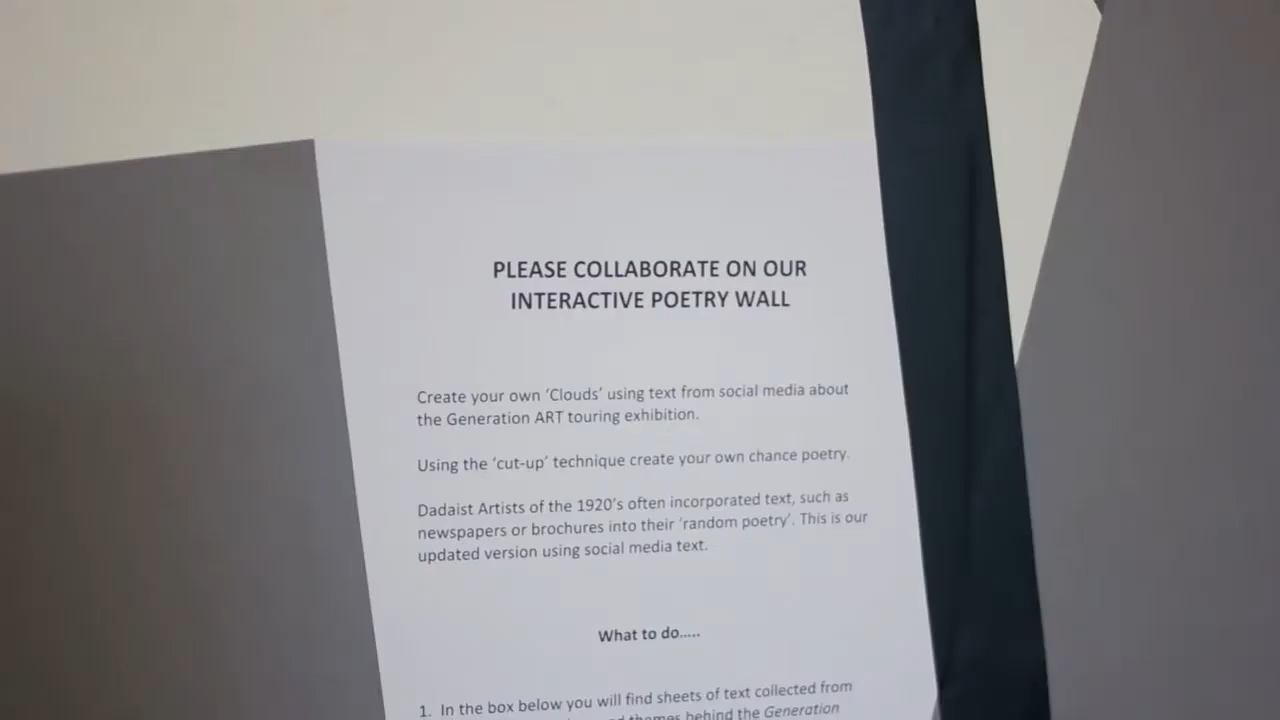 PLEASE COLLABORATE ON OUR
INTERACTIVE POETRY WALL
Create your own ‘Clouds’ using text from social media about
the Generation ART touring exhibition.
Using the ‘cut-up’ technique create your own chance poetry.
Dadaist Artists of the 1920’s often incorporated text, such as
newspapers or brochures into their ‘random poetry’. This is our
updated version using social media text.
What to do.....
1. In the box below you will find sheets of text collected from
themes behind the Generation